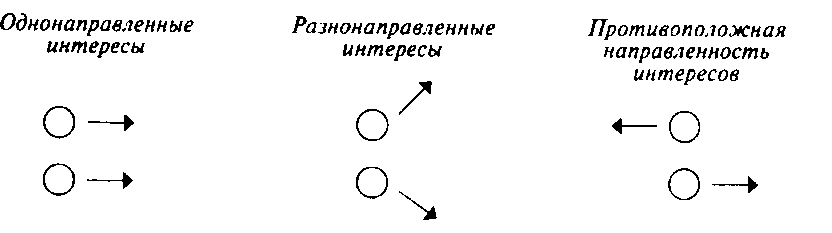 Однонаправленные
интересы
Разнонаправленные
интересы
Противоположная
направленность
интересов